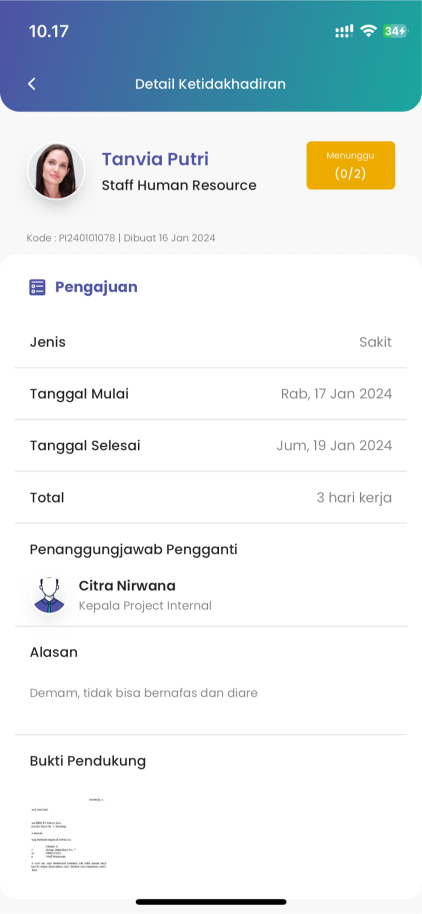 10.17
34
Detail Ketidakhadiran
Tanvia Putri
Staff Human Resource
Menunggu
(0/2)
Kode : PI240101078 | Dibuat 16 Jan 2024
Pengajuan
Jenis
Sakit
Tanggal Mulai
Rab, 17 Jan 2024
Tanggal Selesai
Jum, 19 Jan 2024
Total
3 hari kerja
Penanggungjawab Pengganti
Citra Nirwana
Kepala Project Internal
Alasan
Demam, tidak bisa bernafas dan diare
Bukti Pendukung